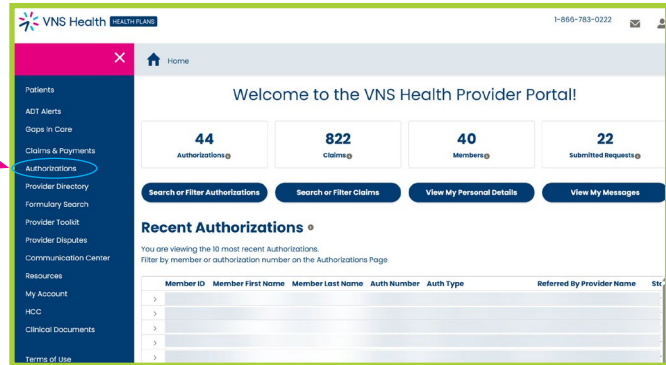 VNS Health HEALTH PLANS
1-866-783-0222
Home
Patients
ADT Alerts
Gaps In Care
Claims & Payments
Authorizations
Provider Directory
Formulary Search
Provider Toolkit
Provider Disputes
Communication Center
Resources
My Account
HCC
Clinical Documents
Terms of Use
Welcome to the VNS Health Provider Portal!
44 822 40 22
Authorizations Claims Members Submitted Requests
Search or Filter Authorizations Search or Filter Claims View My Personal Details View My Messages
Recent Authorizations
You are viewing the 10 most recent Authorizations.
Filter by member or authorization number on the Authorizations Page
Member ID Member First Name Member Last Name Auth Number Auth Type Referred By Provider Name